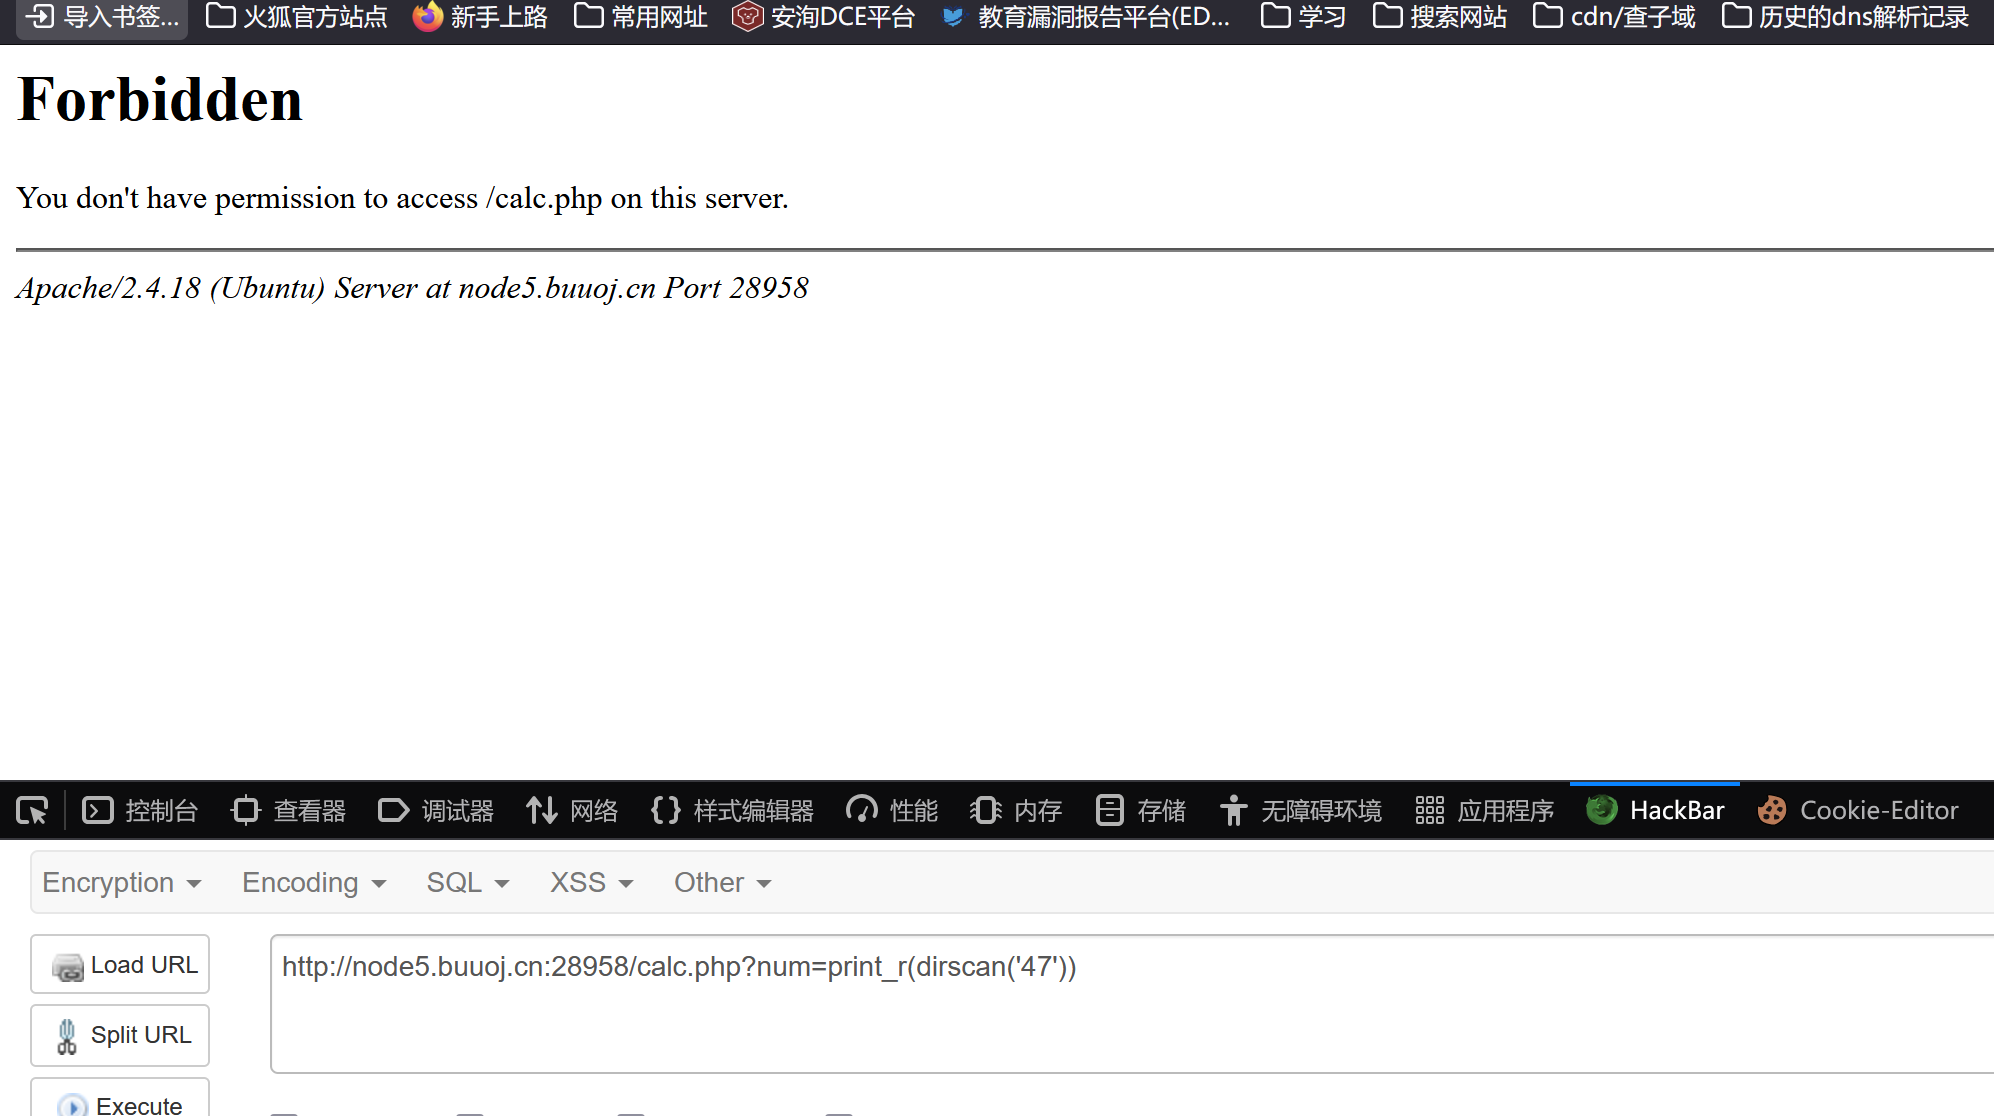 导入书签... 火狐官方站点 新手上路 常用网址 安洵DCE平台 教育漏洞报告平台(ED... 学习 搜索网站 cdn/查子域 历史的dns解析记录
Forbidden
You don't have permission to access /calc.php on this server.
Apache/2.4.18 (Ubuntu) Server at node5.buuoj.cn Port 28958
控制台 查看器 调试器 网络 样式编辑器 性能 内存 存储 无障碍环境 应用程序 HackBar Cookie-Editor
Encryption Encoding SQL XSS Other
Load URL http://node5.buuoj.cn:28958/calc.php?num=print_r(dirscan('47'))
Split URL
Execute